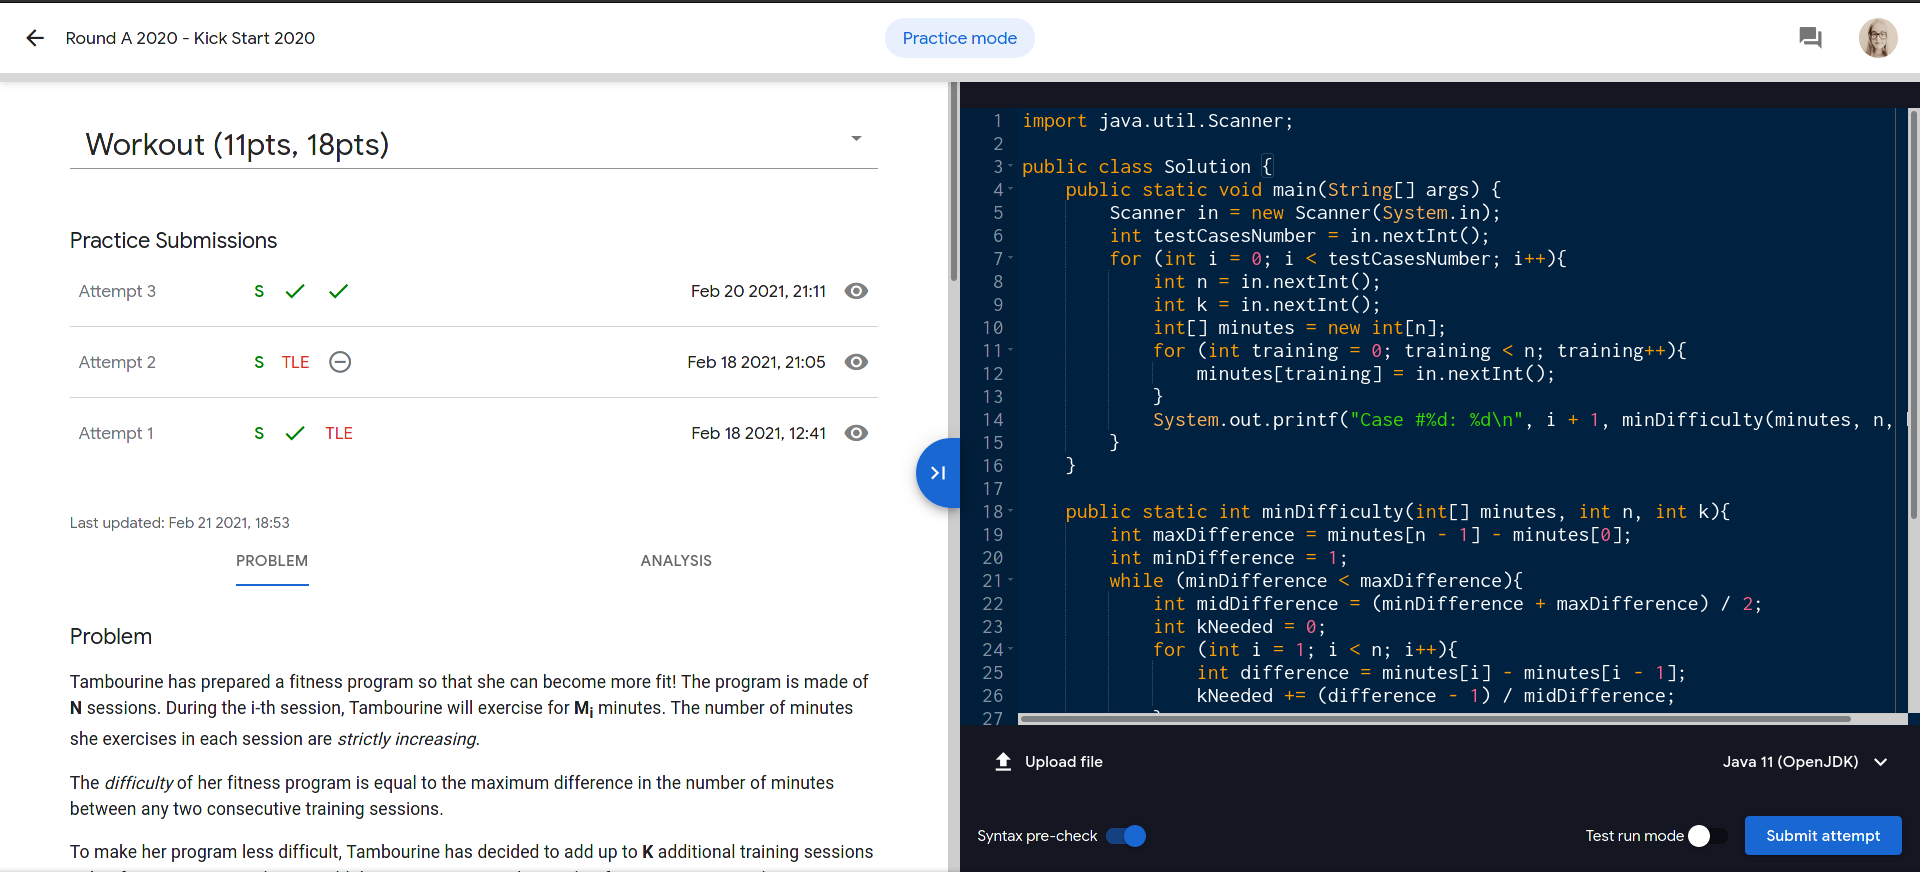 Round A 2020 - Kick Start 2020
Practice mode
Workout (11pts, 18pts)
Practice Submissions
Attempt 3 S Feb 20 2021, 21:11
Attempt 2 S TLE Feb 18 2021, 21:05
Attempt 1 S TLE Feb 18 2021, 12:41
Last updated: Feb 21 2021, 18:53
PROBLEM ANALYSIS
Problem
Tambourine has prepared a fitness program so that she can become more fit! The program is made of
N sessions. During the i-th session, Tambourine will exercise for Mi minutes. The number of minutes
she exercises in each session are strictly increasing.
The difficulty of her fitness program is equal to the maximum difference in the number of minutes
between any two consecutive training sessions.
To make her program less difficult, Tambourine has decided to add up to K additional training sessions
1 import java.util.Scanner;
2
3 public class Solution {
4 public static void main(String[] args) {
5 Scanner in = new Scanner(System.in);
6 int testCasesNumber = in.nextInt();
7 for (int i = 0; i < testCasesNumber; i++){
8 int n = in.nextInt();
9 int k = in.nextInt();
10 int[] minutes = new int[n];
11 for (int training = 0; training < n; training++){
12 minutes[training] = in.nextInt();
13 }
14 System.out.printf("Case #%d: %d\n", i + 1, minDifficulty(minutes, n,
15 }
16 }
17
18 public static int minDifficulty(int[] minutes, int n, int k){
19 int maxDifference = minutes[n - 1] - minutes[0];
20 int minDifference = 1;
21 while (minDifference < maxDifference){
22 int midDifference = (minDifference + maxDifference) / 2;
23 int kNeeded = 0;
24 for (int i = 1; i < n; i++){
25 int difference = minutes[i] - minutes[i - 1];
26 kNeeded += (difference - 1) / midDifference;
27
Upload file
Java 11 (OpenJDK)
Syntax pre-check
Test run mode
Submit attempt